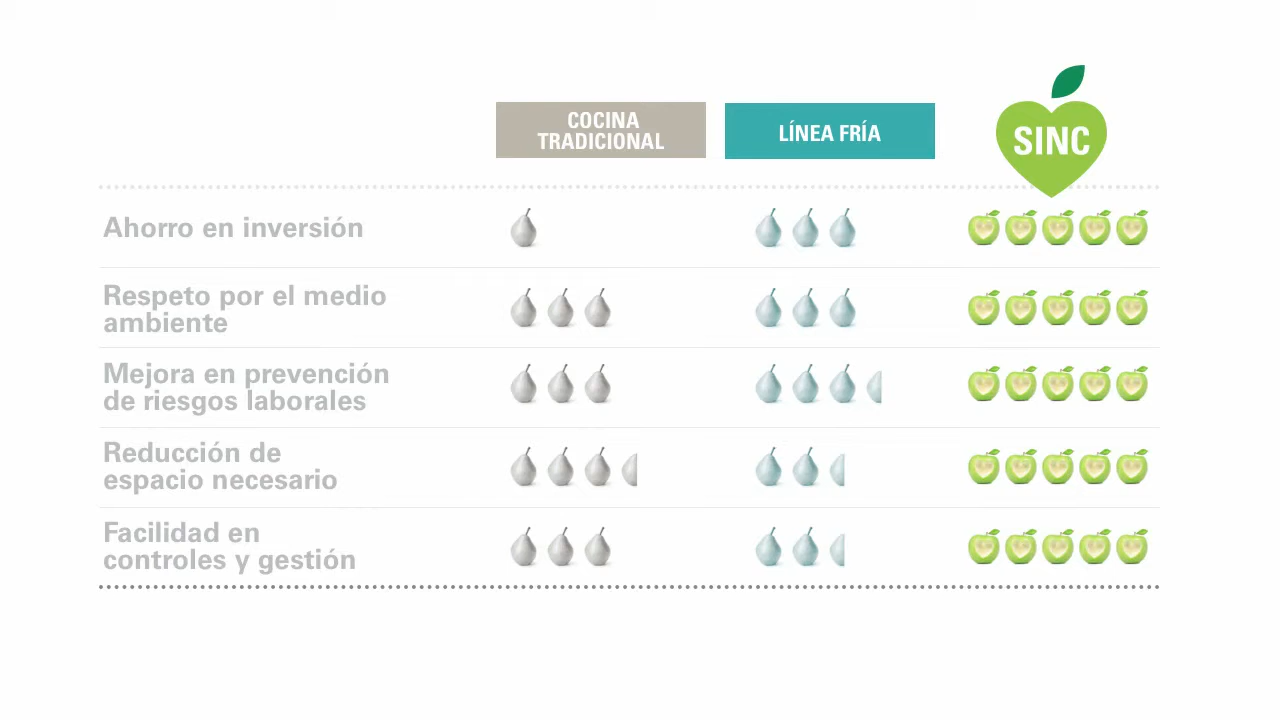 COCINA
TRADICIONAL
LÍNEA FRÍA
SINC
Ahorro en inversión
Respeto por el medio
ambiente
Mejora en prevención
de riesgos laborales
Reducción de
espacio necesario
Facilidad en
controles y gestión